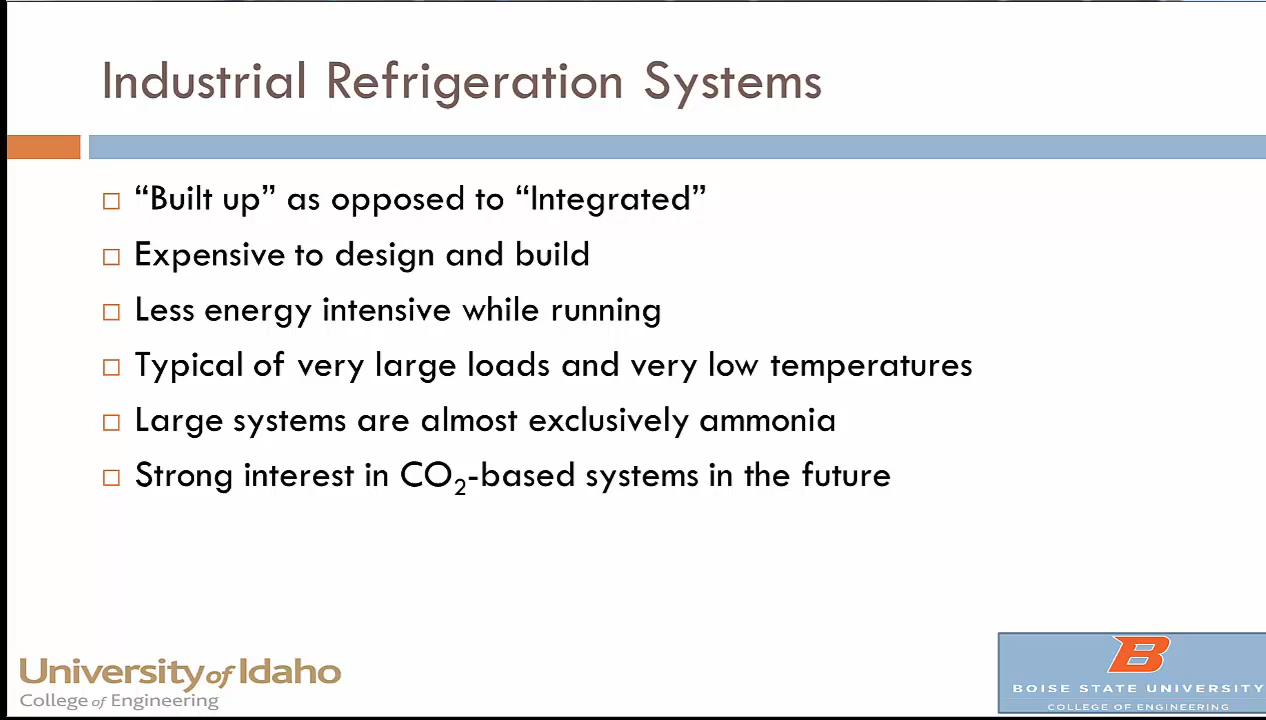 Industrial Refrigeration Systems
“Built up” as opposed to “Integrated”
Expensive to design and build
Less energy intensive while running
Typical of very large loads and very low temperatures
Large systems are almost exclusively ammonia
Strong interest in CO₂-based systems in the future
University of Idaho
College of Engineering
B
BOISE STATE UNIVERSITY
COLLEGE OF ENGINEERING